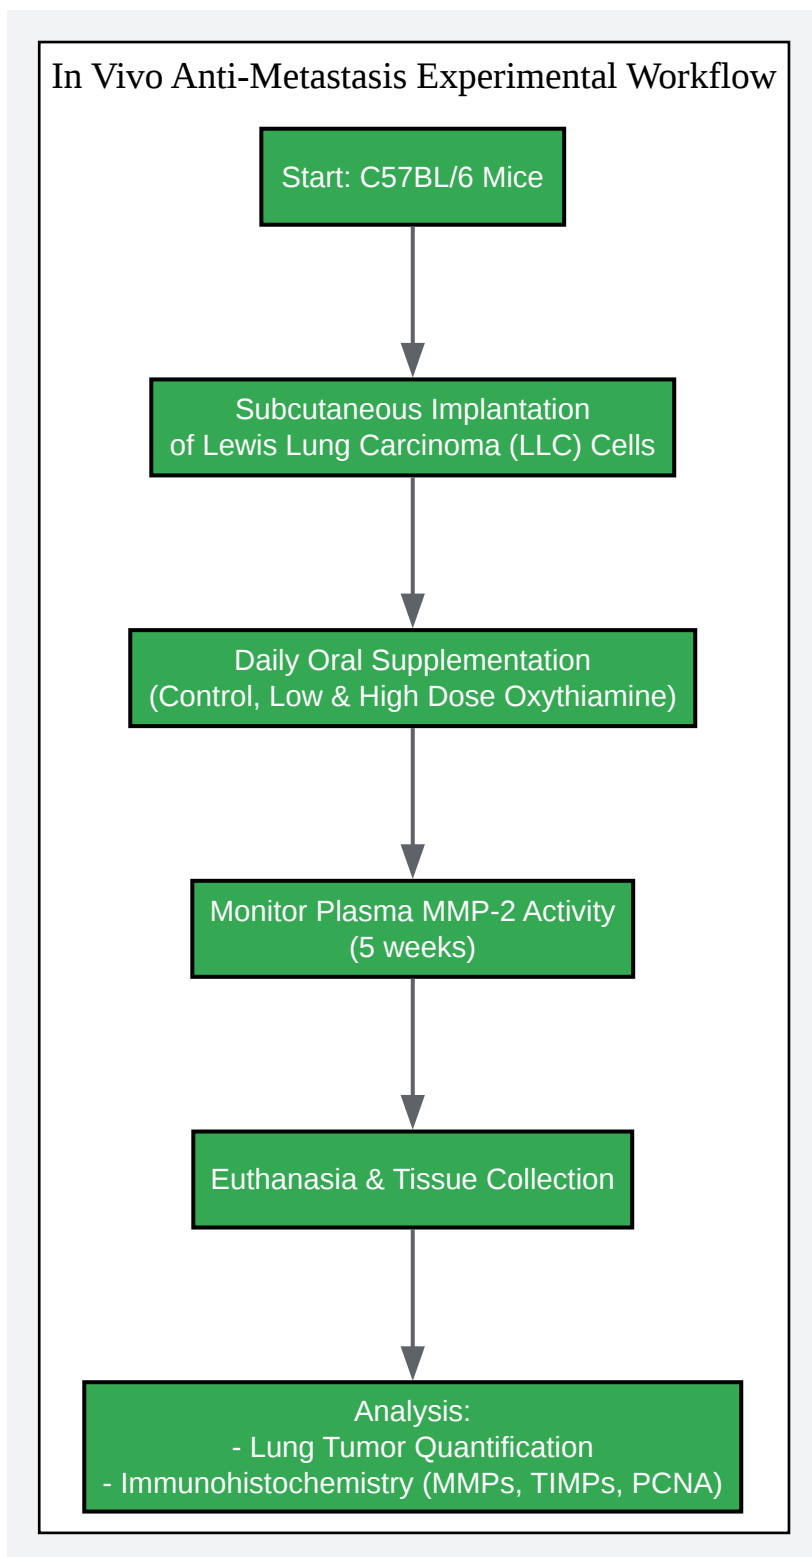 In Vivo Anti-Metastasis Experimental Workflow
Start: C57BL/6 Mice
Subcutaneous Implantation
of Lewis Lung Carcinoma (LLC) Cells
Daily Oral Supplementation
(Control, Low & High Dose Oxythiamine)
Monitor Plasma MMP-2 Activity
(5 weeks)
Euthanasia & Tissue Collection
Analysis:
- Lung Tumor Quantification
- Immunohistochemistry (MMPs, TIMPs, PCNA)